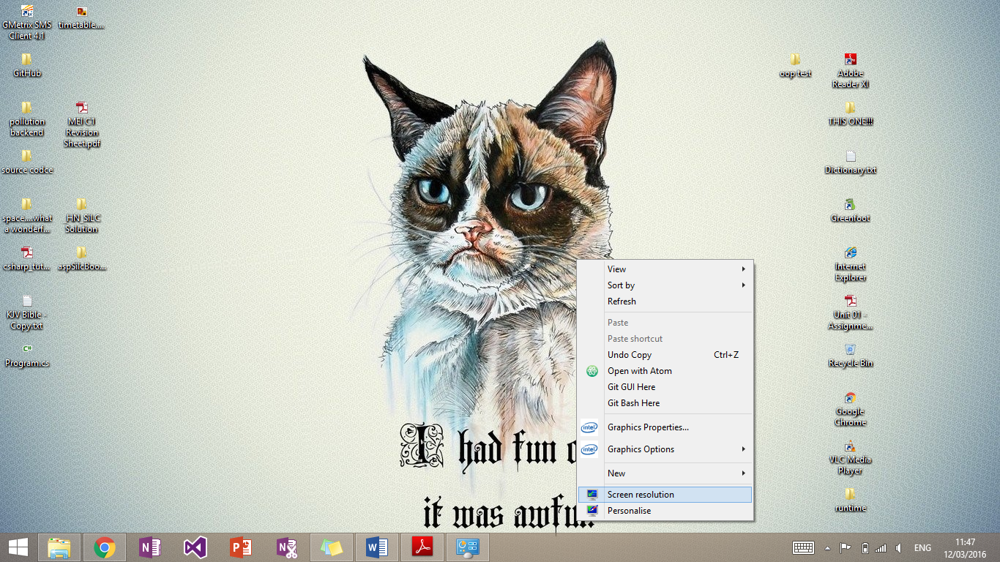 GMetrix SMS
Client 4.1
timetable....
GitHub
pollution
backend
MEI C1
Revision
Sheet.pdf
source codce
space....what
a wonderf...
_HN_SiLC
Solution
csharp_tut...
aspSilcBoo...
KJV Bible -
Copy.txt
C#
Program.cs
oop test
Adobe
Reader XI
THIS ONE!!!
Dictionary.txt
Greenfoot
Internet
Explorer
Unit 01 -
Assignme...
Recycle Bin
Google
Chrome
VLC Media
Player
runtime
I had fun
it was awful.
View
Sort by
Refresh
Paste
Paste shortcut
Undo Copy Ctrl+Z
Open with Atom
Git GUI Here
Git Bash Here
intel Graphics Properties...
intel Graphics Options
New
Screen resolution
Personalise
ENG
11:47
12/03/2016